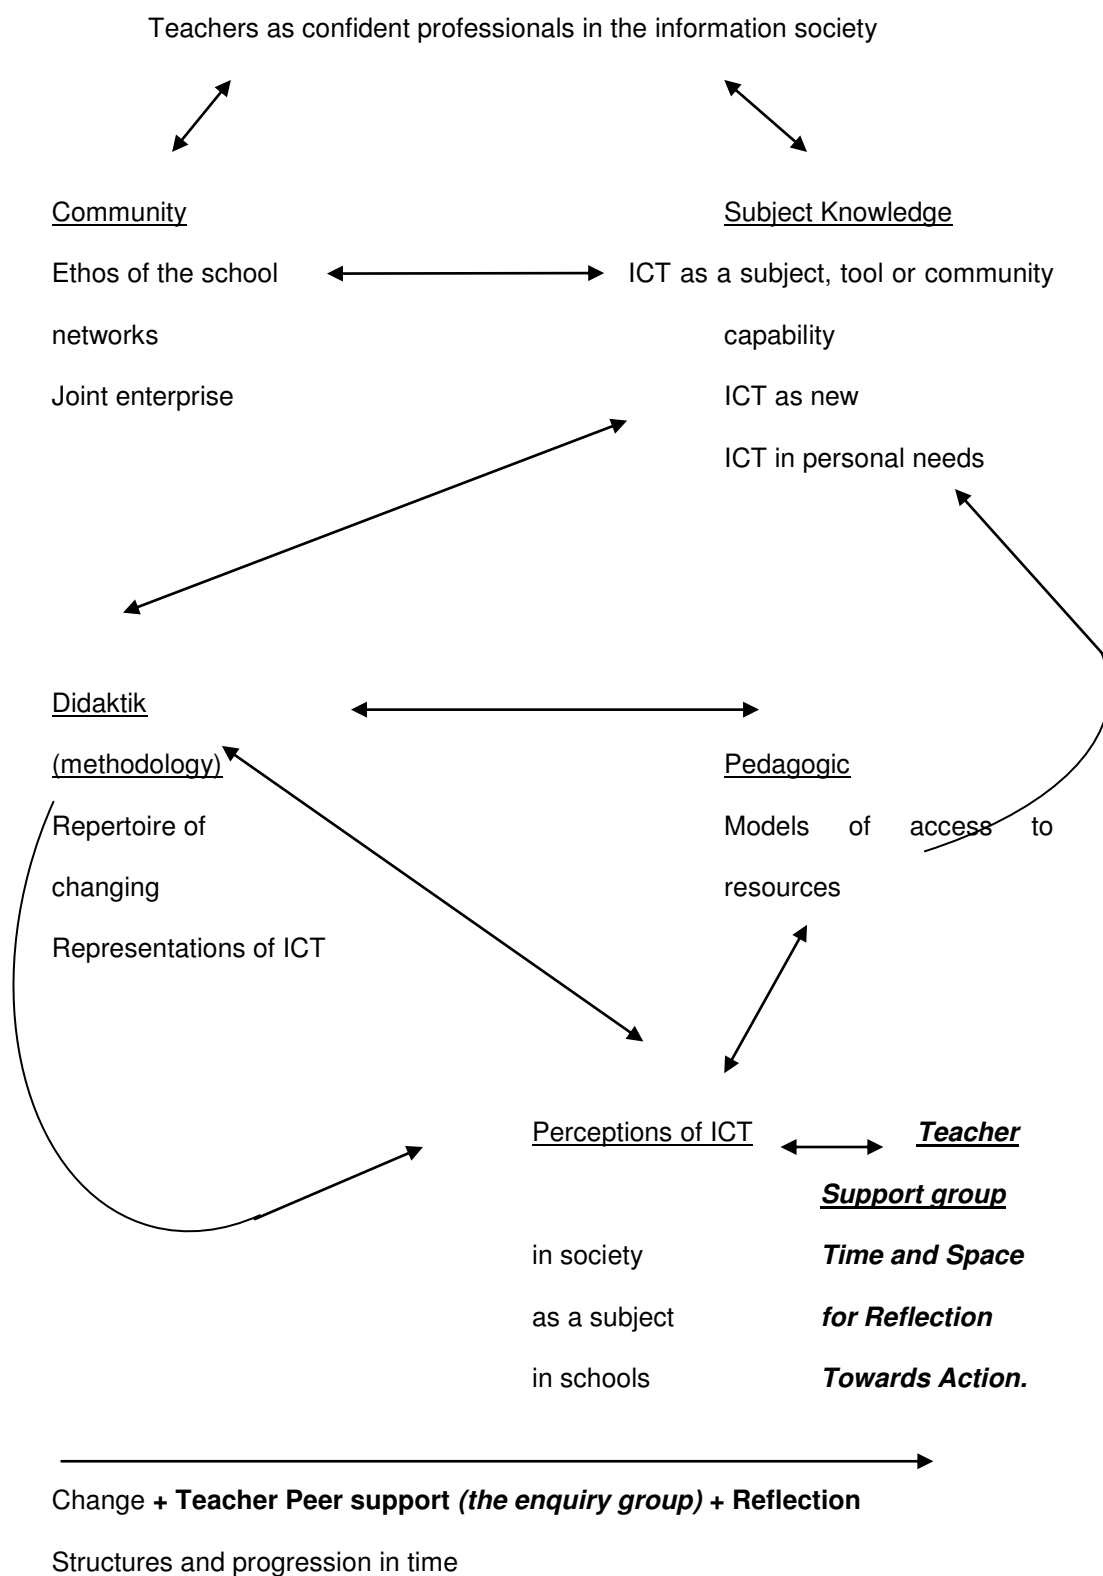 Teachers as confident professionals in the information society
Community
Subject Knowledge
Ethos of the school
ICT as a subject, tool or community
networks
capability
Joint enterprise
ICT as new
ICT in personal needs
Didaktik
(methodology)
Pedagogic
Repertoire of
Models of access to
changing
resources
Representations of ICT
Perceptions of ICT
Teacher
Support group
in society
Time and Space
as a subject
for Reflection
in schools
Towards Action.
Change + Teacher Peer support (the enquiry group) + Reflection
Structures and progression in time